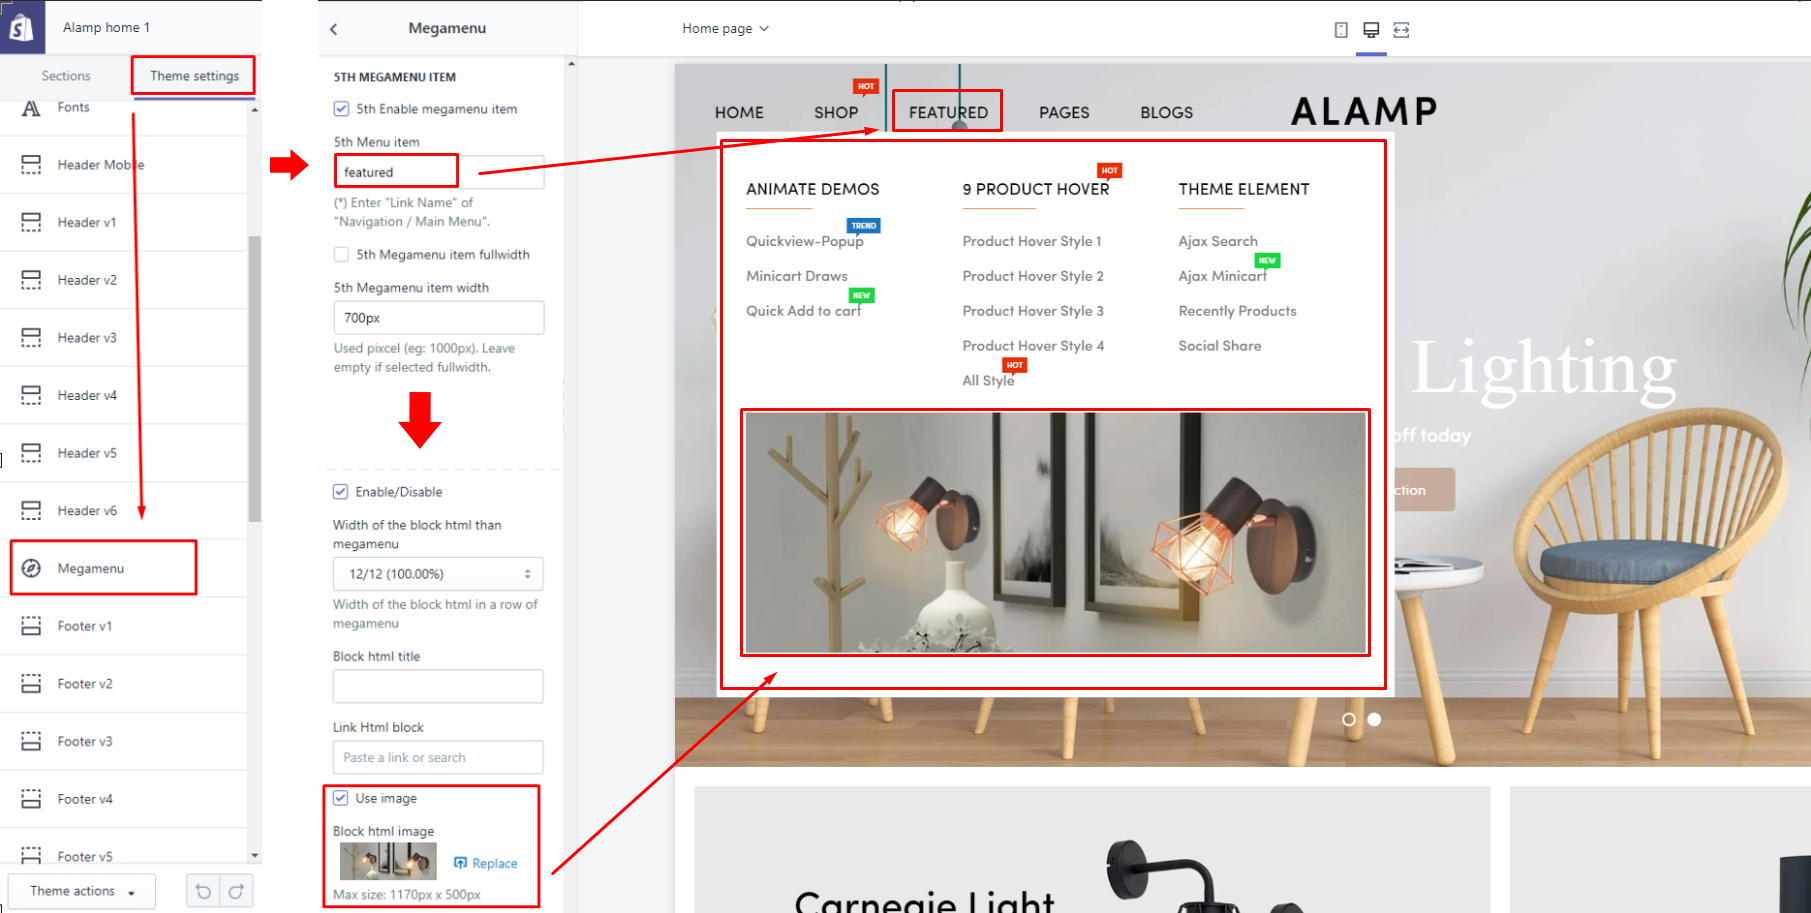 Alamp home 1
Sections
Theme settings
Fonts
Header Mobile
Header v1
Header v2
Header v3
Header v4
Header v5
Header v6
Megamenu
Footer v1
Footer v2
Footer v3
Footer v4
Footer v5
Theme actions
Megamenu
5TH MEGAMENU ITEM
5th Enable megamenu item
5th Menu item
featured
(*) Enter "Link Name" of
"Navigation / Main Menu".
5th Megamenu item fullwidth
5th Megamenu item width
700px
Used pixcel (eg: 1000px). Leave
empty if selected fullwidth.
Enable/Disable
Width of the block html than
megamenu
12/12 (100.00%)
Width of the block html in a row of
megamenu
Block html title
Link Html block
Paste a link or search
Use image
Block html image
Replace
Max size: 1170px x 500px
Home page
HOT
HOME
SHOP
FEATURED
PAGES
BLOGS
ALAMP
ANIMATE DEMOS
TREND
Quickview-Popup
Minicart Draws
NEW
Quick Add to cart
HOT
9 PRODUCT HOVER
Product Hover Style 1
Product Hover Style 2
Product Hover Style 3
Product Hover Style 4
HOT
All Style
THEME ELEMENT
Ajax Search
NEW
Ajax Minicart
Recently Products
Social Share
Lighting
off today
ction
Carnegie Light